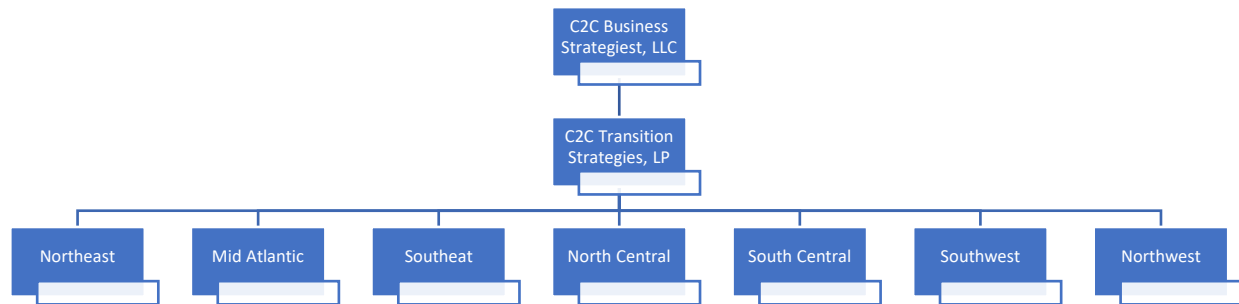 C2C Business
Strategiest, LLC
C2C Transition
Strategies, LP
Northeast
Mid Atlantic
Southeat
North Central
South Central
Southwest
Northwest